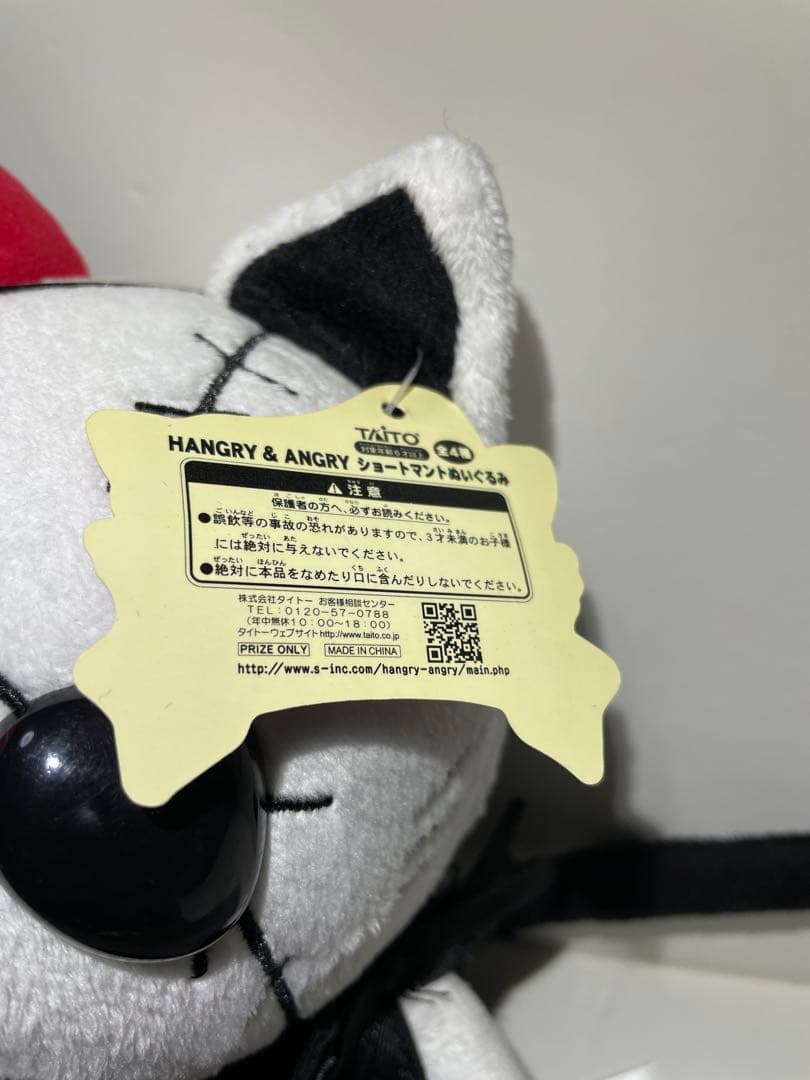 TAITO
対象年齢6才以上
全4種
HANGRY & ANGRY ショートマントぬいぐるみ
注意
保護者の方へ、必ずお読みください。
●誤飲等の事故の恐れがありますので、3才未満のお子様
には絶対に与えないでください。
●絶対に本品をなめたり口に含んだりしないでください。
株式会社タイトー お客様相談センター
TEL:0120-57-0788
(年中無休10:00~18:00)
タイトーウェブサイト http://www.taito.co.jp
PRIZE ONLY MADE IN CHINA
http://www.s-inc.com/hangry-angry/main.php